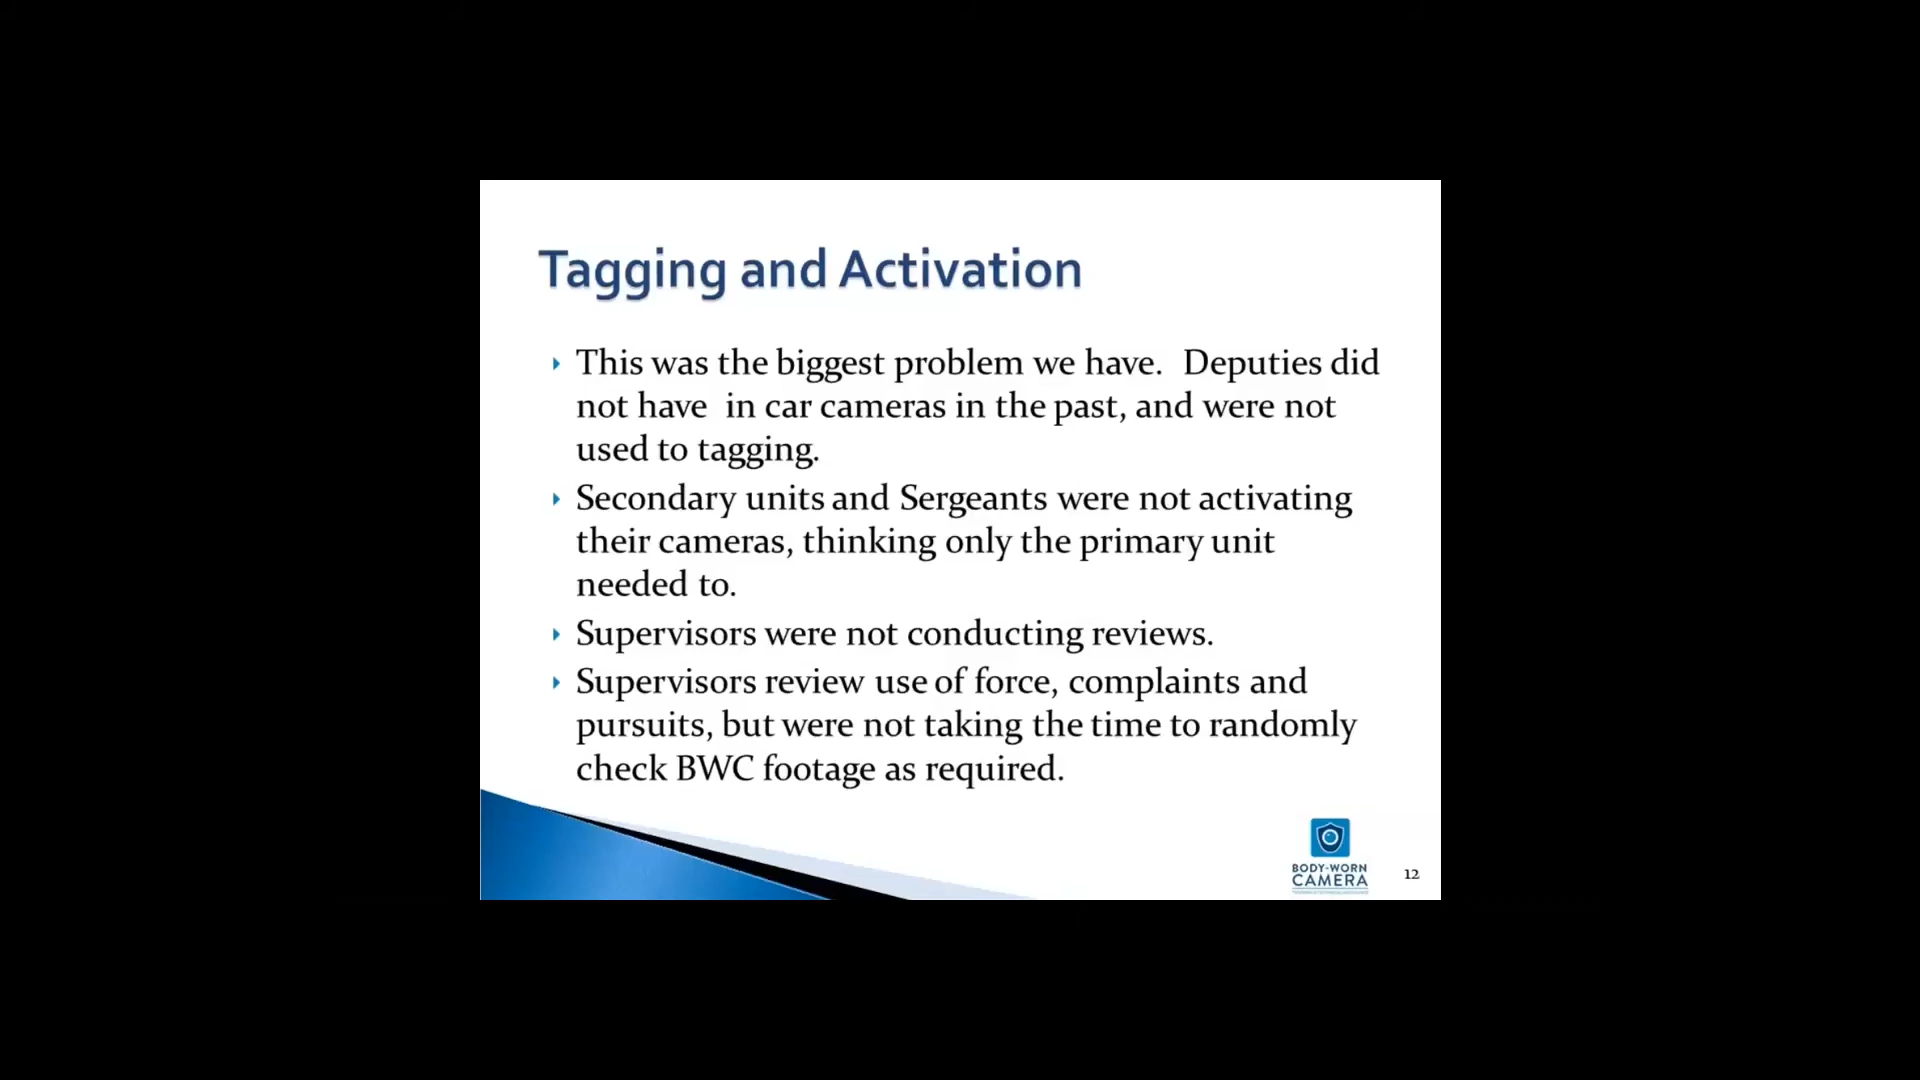 Tagging and Activation
This was the biggest problem we have.  Deputies did
not have  in car cameras in the past, and were not
used to tagging.
Secondary units and Sergeants were not activating
their cameras, thinking only the primary unit
needed to.
Supervisors were not conducting reviews.
Supervisors review use of force, complaints and
pursuits, but were not taking the time to randomly
check BWC footage as required.
BODY-WORN
CAMERA
12